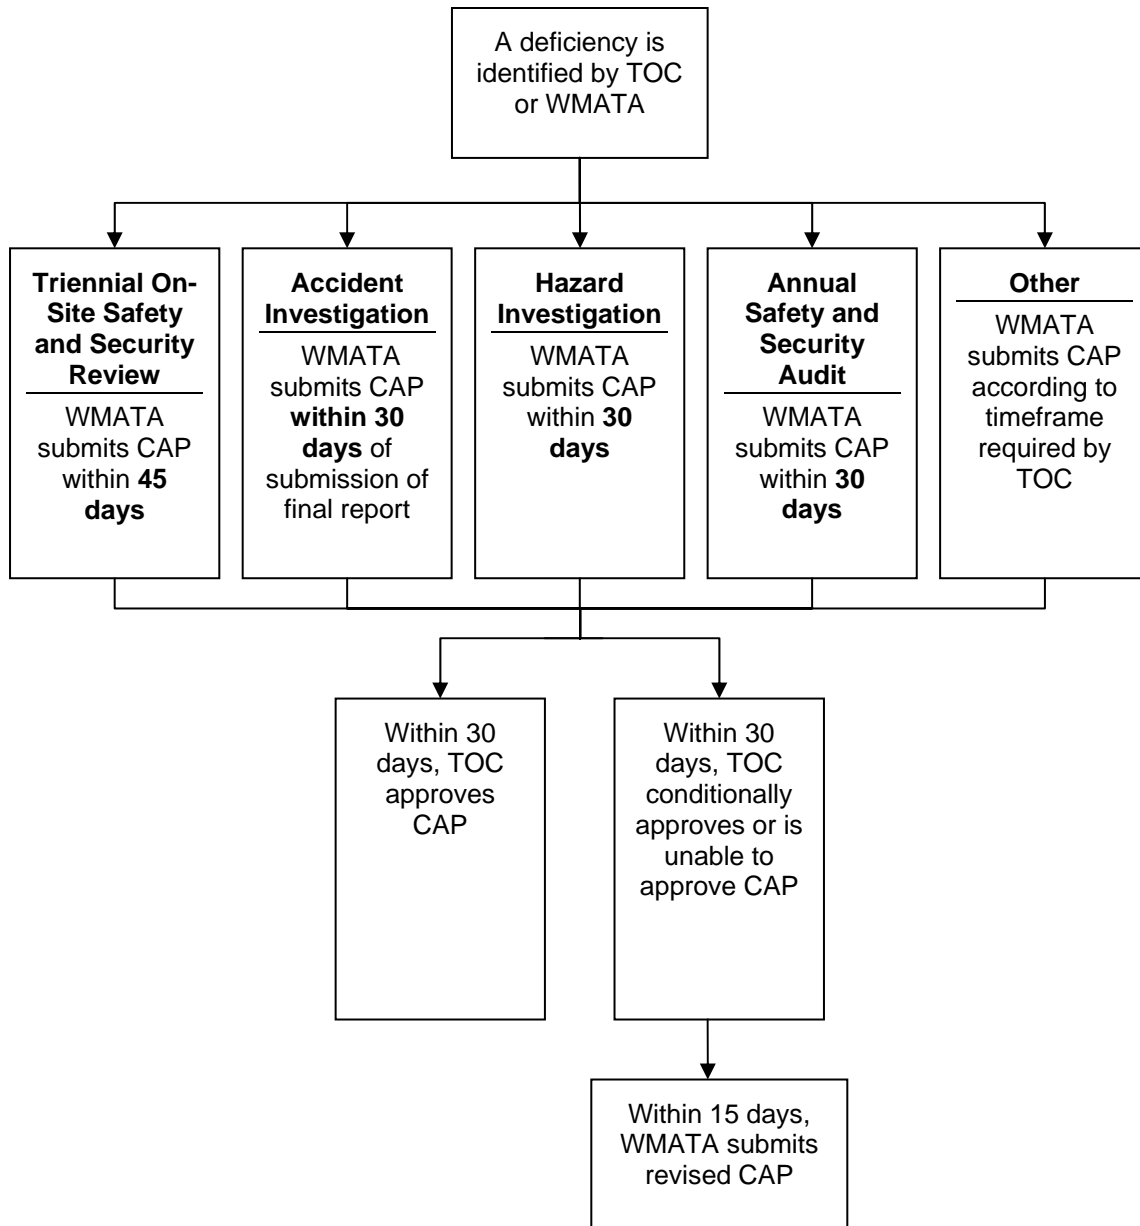 A deficiency is
identified by TOC
or WMATA
Triennial On-
Site Safety
and Security
Review
WMATA
submits CAP
within 45
days
Accident
Investigation
WMATA
submits CAP
within 30
days of
submission of
final report
Hazard
Investigation
WMATA
submits CAP
within 30
days
Annual
Safety and
Security
Audit
WMATA
submits CAP
within 30
days
Other
WMATA
submits CAP
according to
timeframe
required by
TOC
Within 30
days, TOC
approves
CAP
Within 30
days, TOC
conditionally
approves or is
unable to
approve CAP
Within 15 days,
WMATA submits
revised CAP